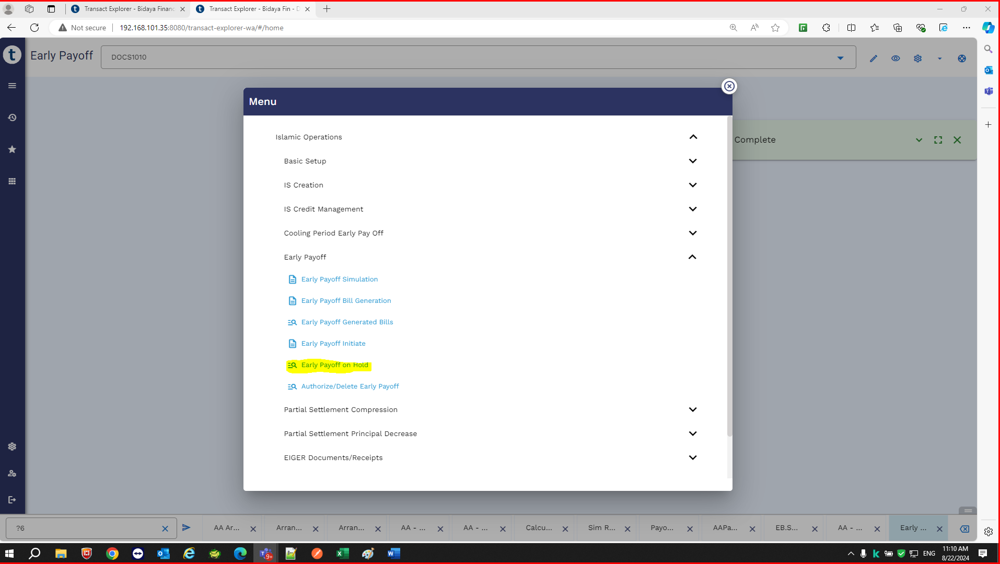 Transact Explorer - Bidaya Financ
Transact Explorer - Bidaya Fin - D
Not secure
192.168.101.35:8080/transact-explorer-wa/#/home
t
Early Payoff
DOCS1010
Menu
Islamic Operations
Complete
Basic Setup
IS Creation
IS Credit Management
Cooling Period Early Pay Off
Early Payoff
Early Payoff Simulation
Early Payoff Bill Generation
Early Payoff Generated Bills
Early Payoff Initiate
Early Payoff on Hold
Authorize/Delete Early Payoff
Partial Settlement Compression
Partial Settlement Principal Decrease
EIGER Documents/Receipts
?6
AA Ar...
Arran...
Arran...
AA - ...
AA - ...
Calcu...
Sim R...
Payo...
AAPa...
EB.S...
AA - ...
Early ...
9+
ENG
11:10 AM
8/22/2024